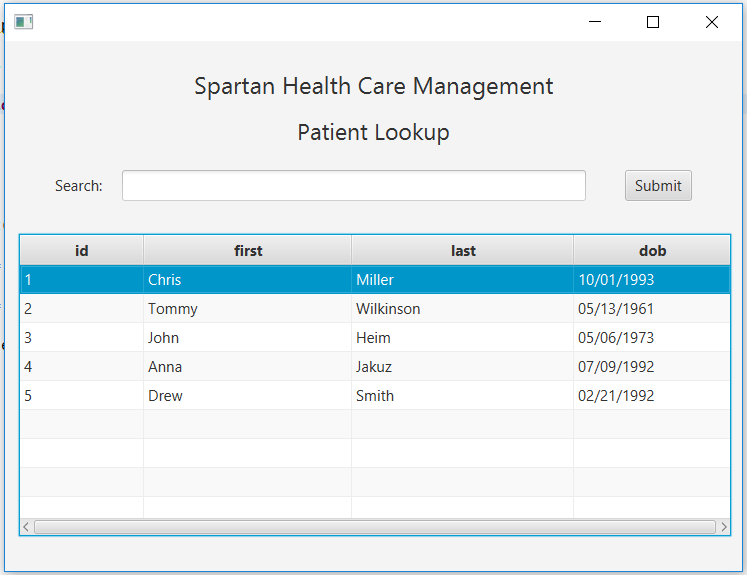 Spartan Health Care Management
Patient Lookup
Search: Submit
id first last dob
1 Chris Miller 10/01/1993
2 Tommy Wilkinson 05/13/1961
3 John Heim 05/06/1973
4 Anna Jakuz 07/09/1992
5 Drew Smith 02/21/1992